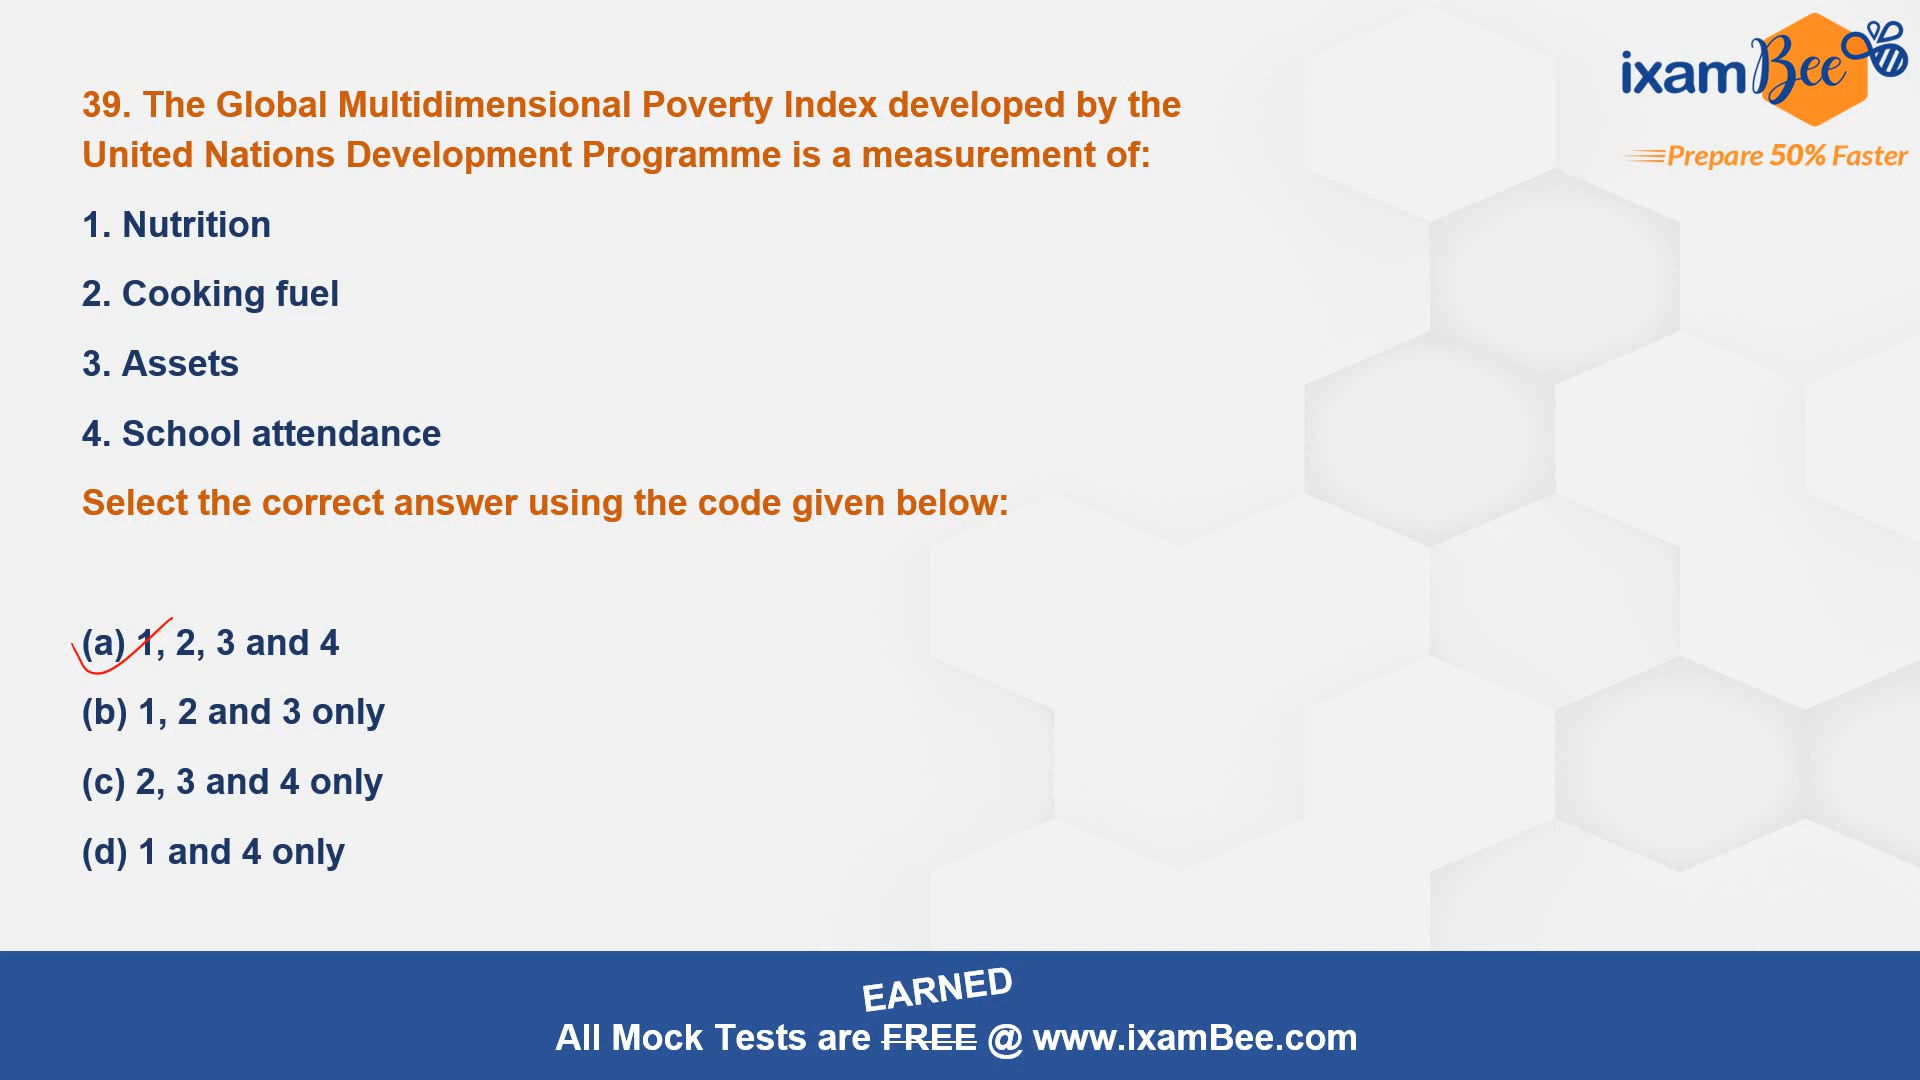 ixamBee
Prepare 50% Faster
39. The Global Multidimensional Poverty Index developed by the
United Nations Development Programme is a measurement of:
1. Nutrition
2. Cooking fuel
3. Assets
4. School attendance
Select the correct answer using the code given below:
(a) 1, 2, 3 and 4
(b) 1, 2 and 3 only
(c) 2, 3 and 4 only
(d) 1 and 4 only
EARNED
All Mock Tests are FREE @ www.ixamBee.com